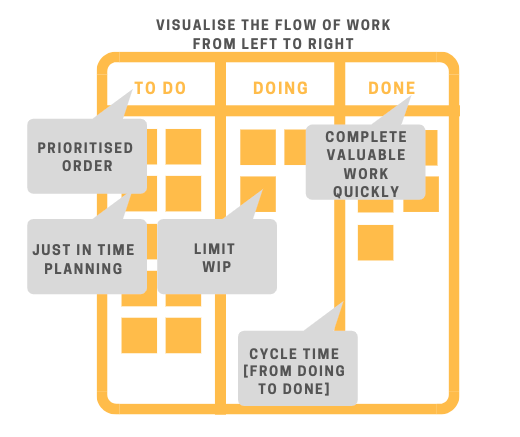 VISUALISE THE FLOW OF WORK
FROM LEFT TO RIGHT
TO DO
DOING
DONE
PRIORITISED
ORDER
COMPLETE
VALUABLE
WORK
QUICKLY
JUST IN TIME
PLANNING
LIMIT
WIP
CYCLE TIME
[FROM DOING
TO DONE]